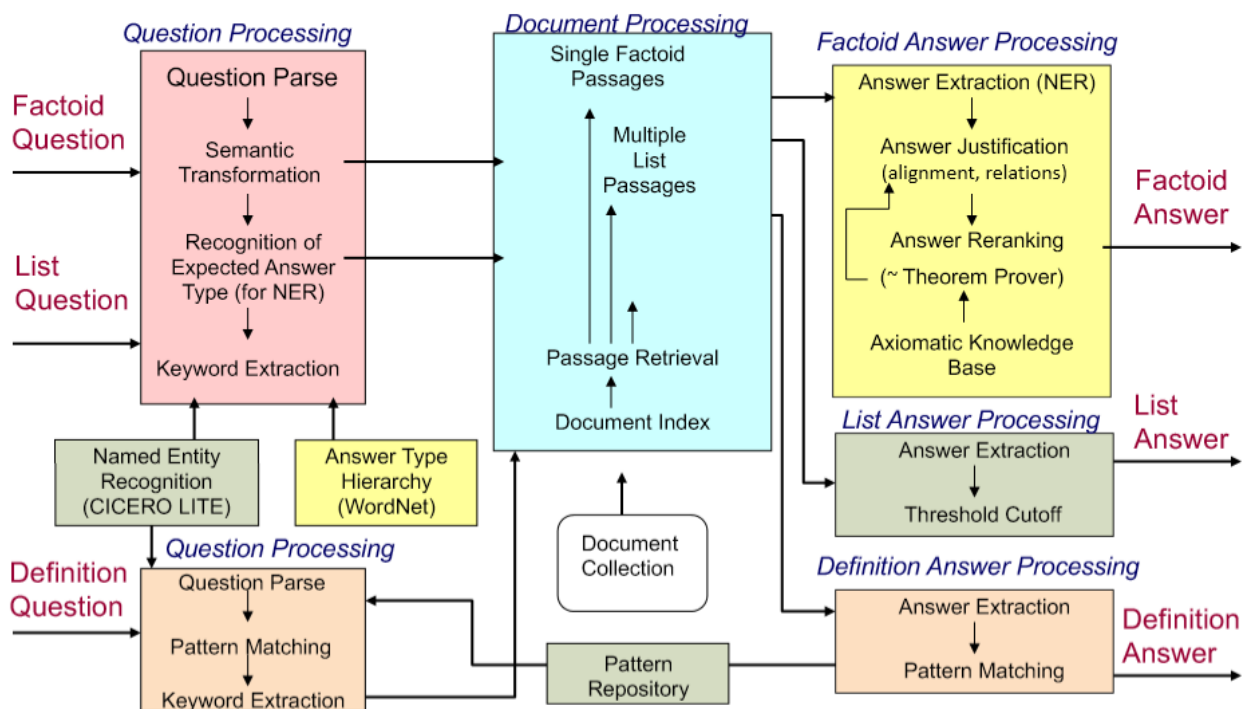 Question Processing
Question Parse
Semantic
Transformation
Recognition of
Expected Answer
Type (for NER)
Keyword Extraction
Factoid
Question
List
Question
Named Entity
Recognition
(CICERO LITE)
Answer Type
Hierarchy
(WordNet)
Question Processing
Question Parse
Pattern Matching
Keyword Extraction
Definition
Question
Document Processing
Single Factoid
Passages
Multiple
List
Passages
Passage Retrieval
Document Index
Document
Collection
Pattern
Repository
Factoid Answer Processing
Answer Extraction (NER)
Answer Justification
(alignment, relations)
Answer Reranking
(~ Theorem Prover)
Axiomatic Knowledge
Base
Factoid
Answer
List Answer Processing
Answer Extraction
Threshold Cutoff
List
Answer
Definition Answer Processing
Answer Extraction
Pattern Matching
Definition
Answer